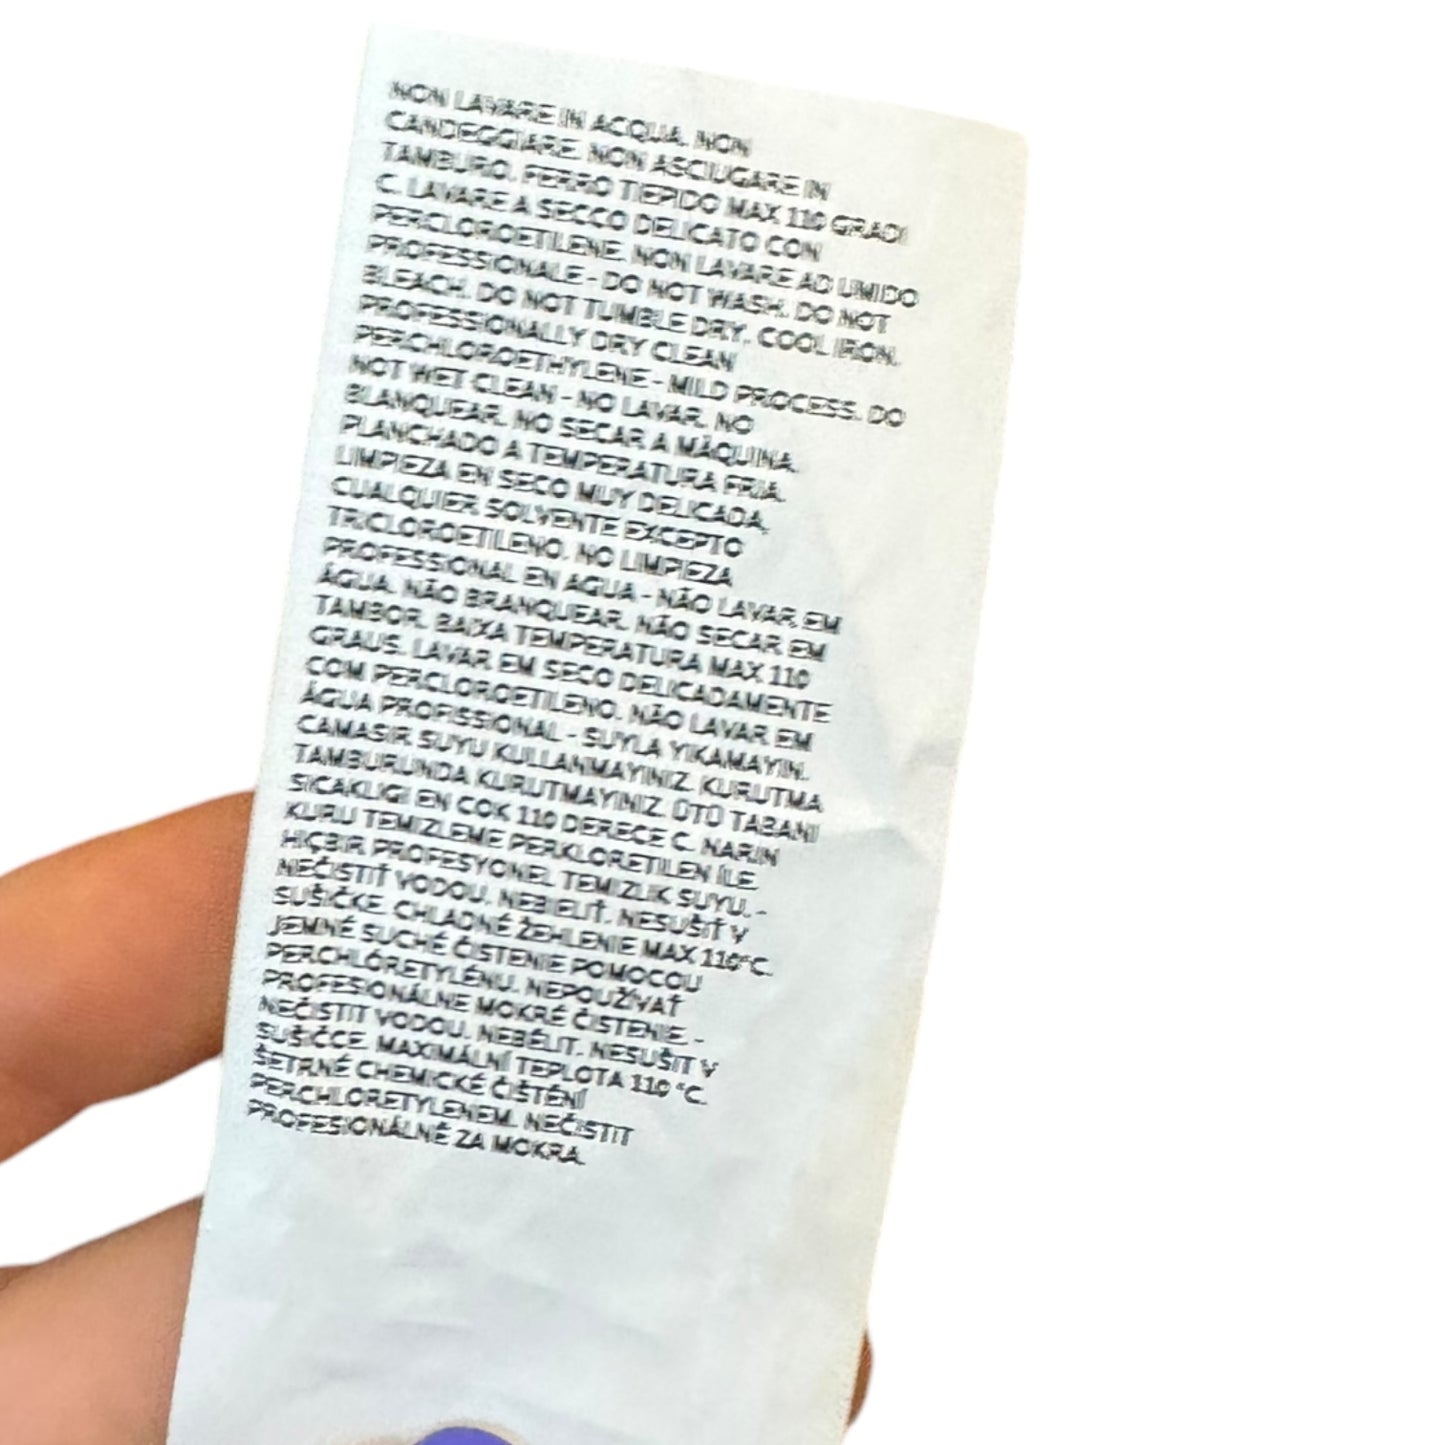 NON LAVARE IN ACQUA. NON
CANDEGGIARE. NON ASCIUGARE IN
TAMBURO. FERRO TIEPIDO MAX 110 GRADI
C. LAVARE A SECCO DELICATO CON
PERCLOROETILENE. NON LAVARE AD UMIDO
PROFESSIONALE - DO NOT WASH. DO NOT
BLEACH. DO NOT TUMBLE DRY. COOL IRON.
PROFESSIONALLY DRY CLEAN
PERCHLOROETHYLENE - MILD PROCESS. DO
NOT WET CLEAN - NO LAVAR. NO
BLANQUEAR. NO SECAR A MÁQUINA.
PLANCHADO A TEMPERATURA FRIA.
LIMPIEZA EN SECO MUY DELICADA,
CUALQUIER SOLVENTE EXCEPTO
TRICLOROETILENO. NO LIMPIEZA
PROFESSIONAL EN AGUA - NÃO LAVAR EM
ÁGUA. NÃO BRANQUEAR. NÃO SECAR EM
TAMBOR. BAIXA TEMPERATURA MAX 110
GRAUS. LAVAR EM SECO DELICADAMENTE
COM PERCLOROETILENO. NÃO LAVAR EM
ÁGUA PROFISSIONAL - SUYLA YIKAMAYIN.
CAMASIR SUYU KULLANMAYINIZ. KURUTMA
TAMBURUNDA KURUTMAYINIZ. ÜTÜ TABANI
SICAKLIGI EN COK 110 DERECE C. NARIN
KURU TEMIZLEME PERKLORETILEN İLE.
HIÇBIR PROFESYONEL TEMIZLIK SUYU. -
NEČISTIŤ VODOU. NEBIELIŤ. NESUŠIŤ V
SUŠIČKE. CHLADNÉ ŽEHLENIE MAX 110°C.
JEMNÉ SUCHÉ ČISTENIE POMOCOU
PERCHLÓRETYLÉNU. NEPOUŽÍVAŤ
PROFESIONÁLNE MOKRÉ ČISTENIE. -
NEČISTIT VODOU. NEBĚLIT. NESUŠIT V
SUŠIČCE. MAXIMÁLNÍ TEPLOTA 110 °C.
ŠETRNÉ CHEMICKÉ ČIŠTĚNÍ
PERCHLORETYLENEM. NEČISTIT
PROFESIONÁLNĚ ZA MOKRA.